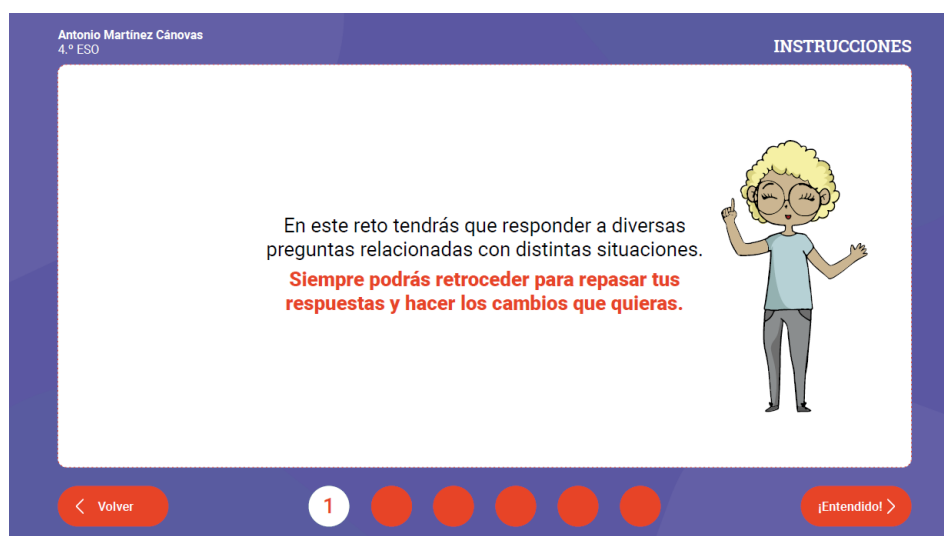 Antonio Martínez Cánovas
4.º ESO
INSTRUCCIONES
En este reto tendrás que responder a diversas
preguntas relacionadas con distintas situaciones.
Siempre podrás retroceder para repasar tus
respuestas y hacer los cambios que quieras.
Volver
1
¡Entendido!